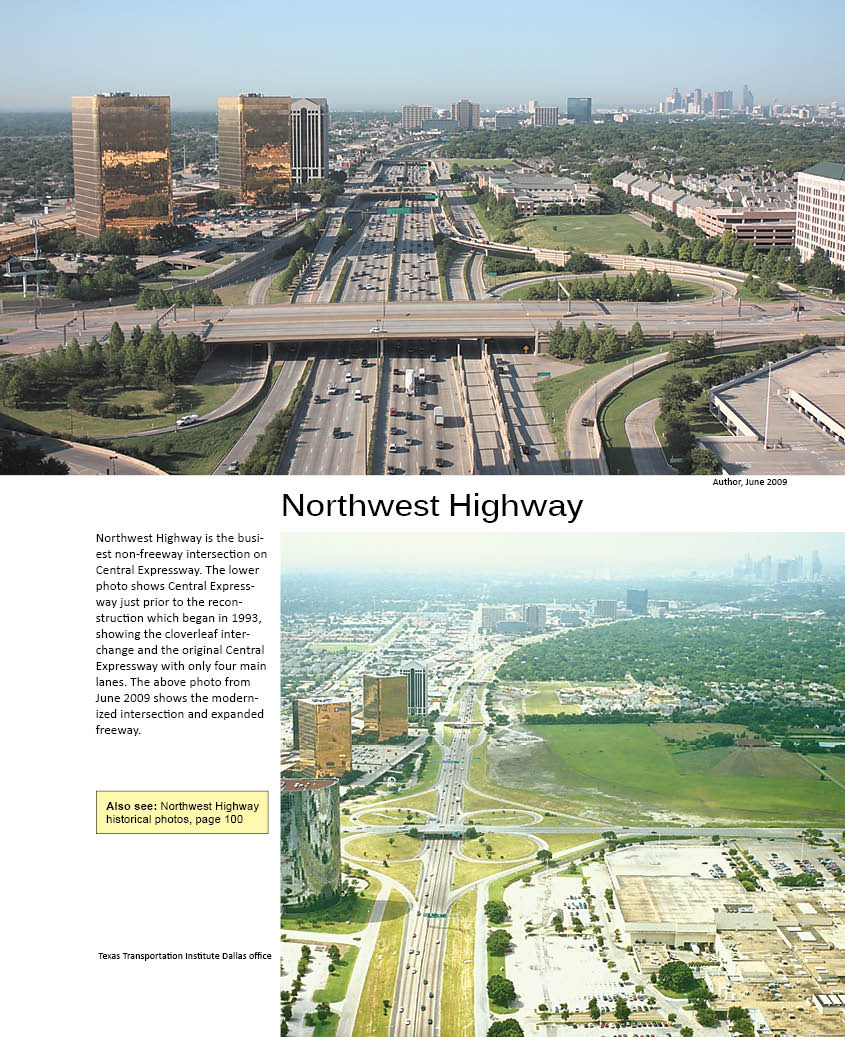 Author, June 2009
Northwest Highway
Northwest Highway is the busi-
est non-freeway intersection on
Central Expressway. The lower
photo shows Central Express-
way just prior to the recon-
struction which began in 1993,
showing the cloverleaf inter-
change and the original Central
Expressway with only four main
lanes. The above photo from
June 2009 shows the modern-
ized intersection and expanded
freeway.
Also see: Northwest Highway
historical photos, page 100
Texas Transportation Institute Dallas office